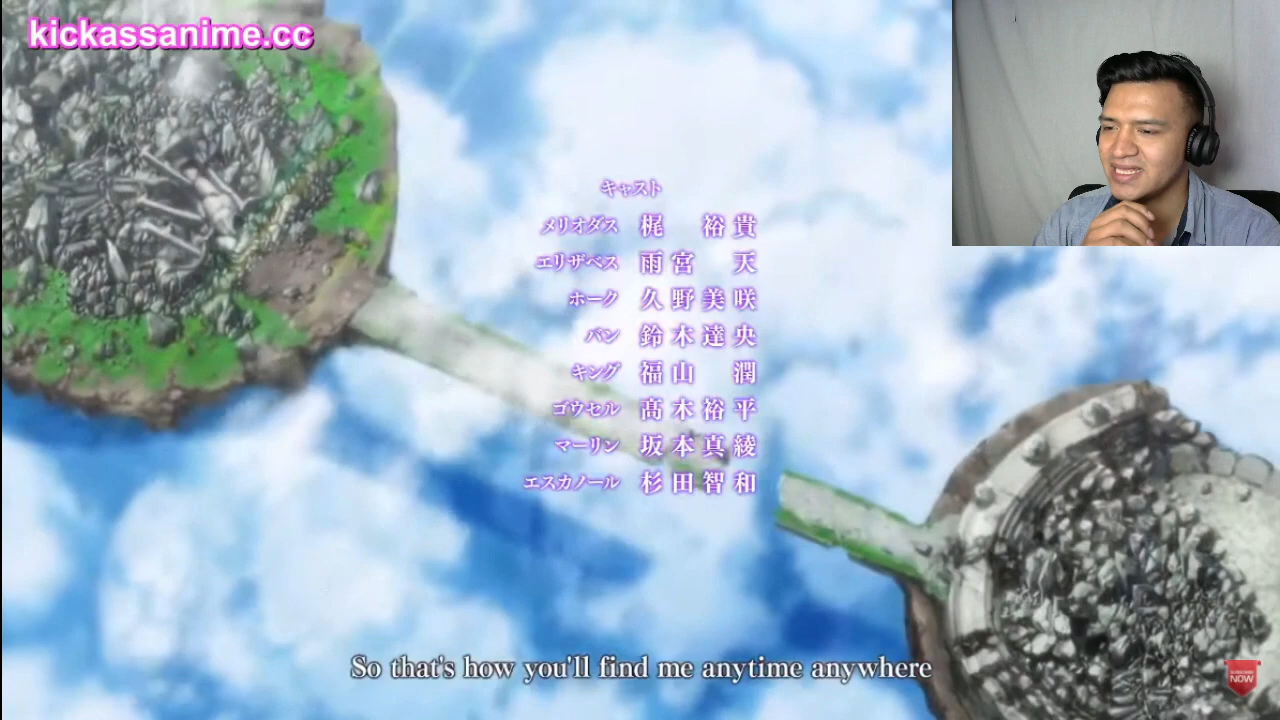 kickassanime.cc
キャスト
メリオダス 梶 裕貴
エリザベス 雨宮 天
ホーク 久野美咲
バン 鈴木達央
キング 福山 潤
ゴウセル 髙木裕平
マーリン 坂本真綾
エスカノール 杉田智和
So that's how you'll find me anytime anywhere
NOW